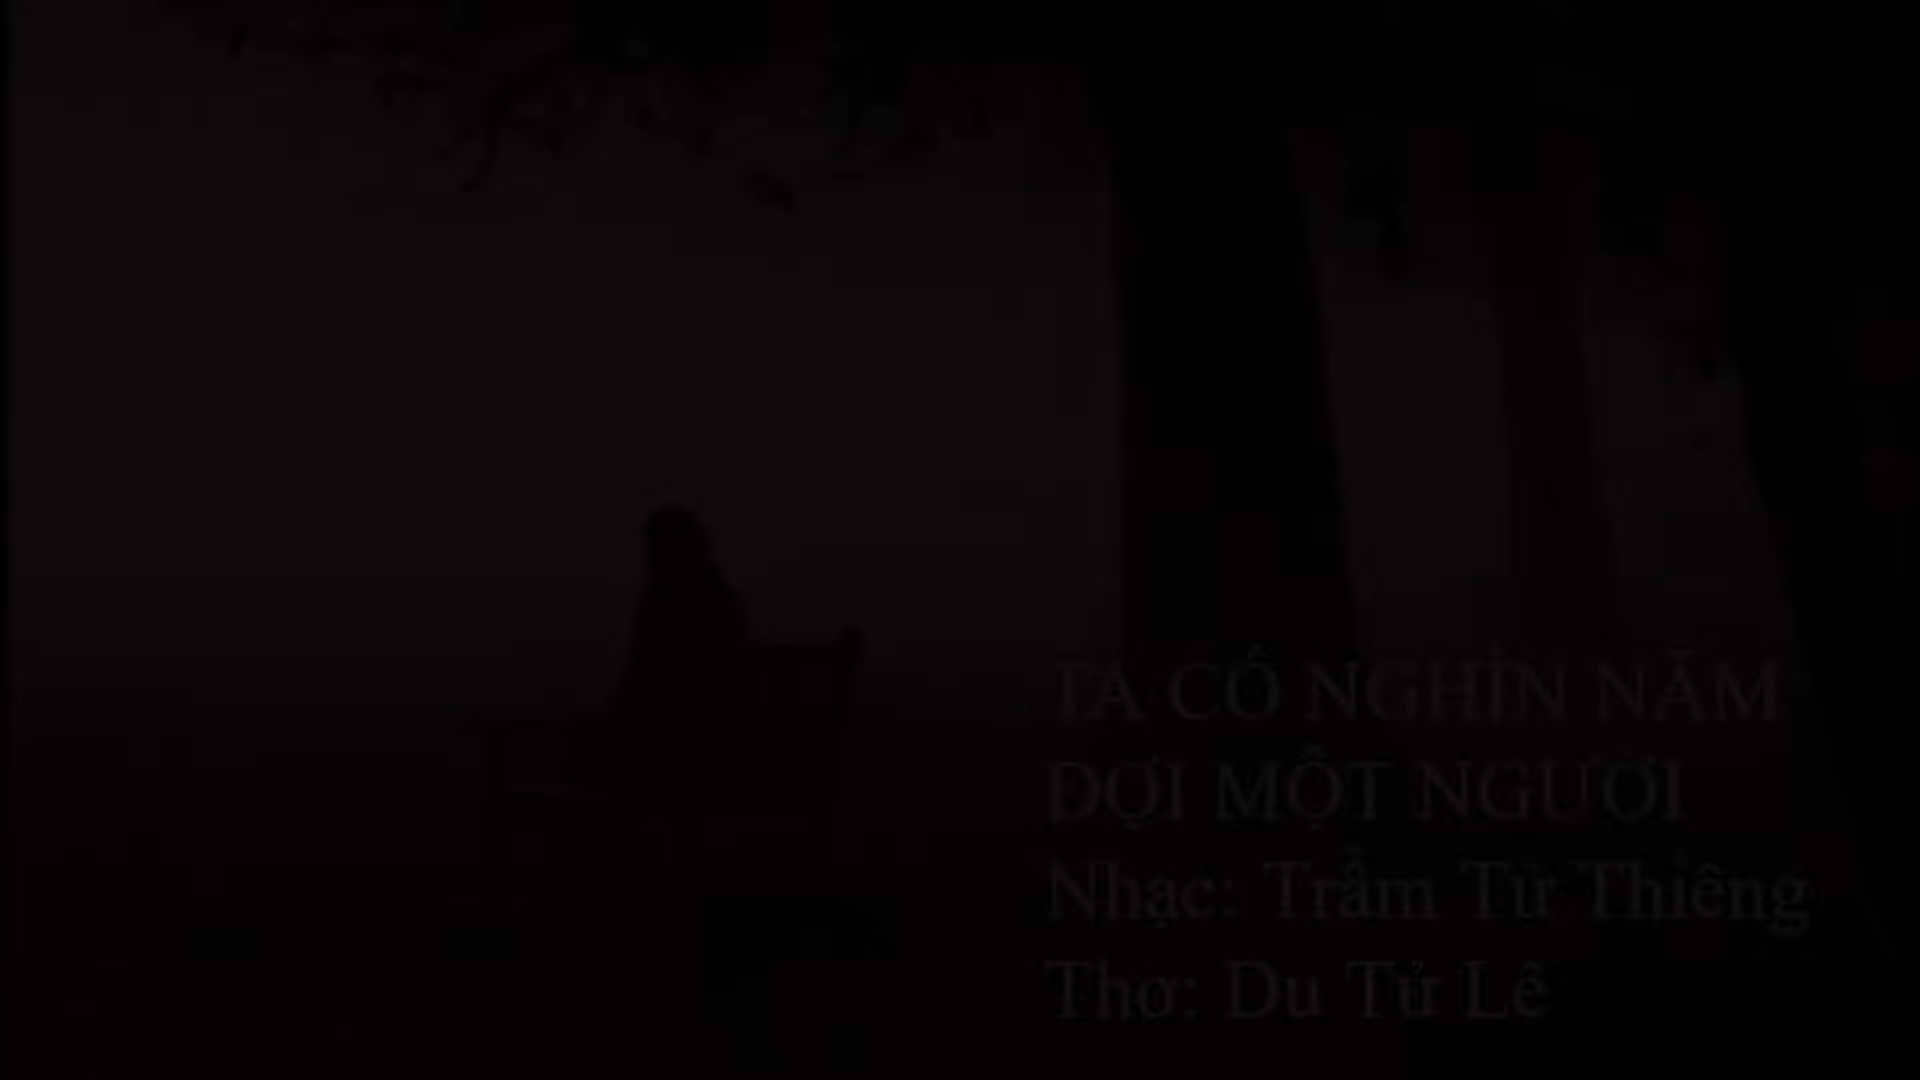 TA CÓ NGHÌN NĂM
ĐỢI MỘT NGƯỜI
Nhạc: Trầm Tử Thiêng
Thơ: Du Tử Lê